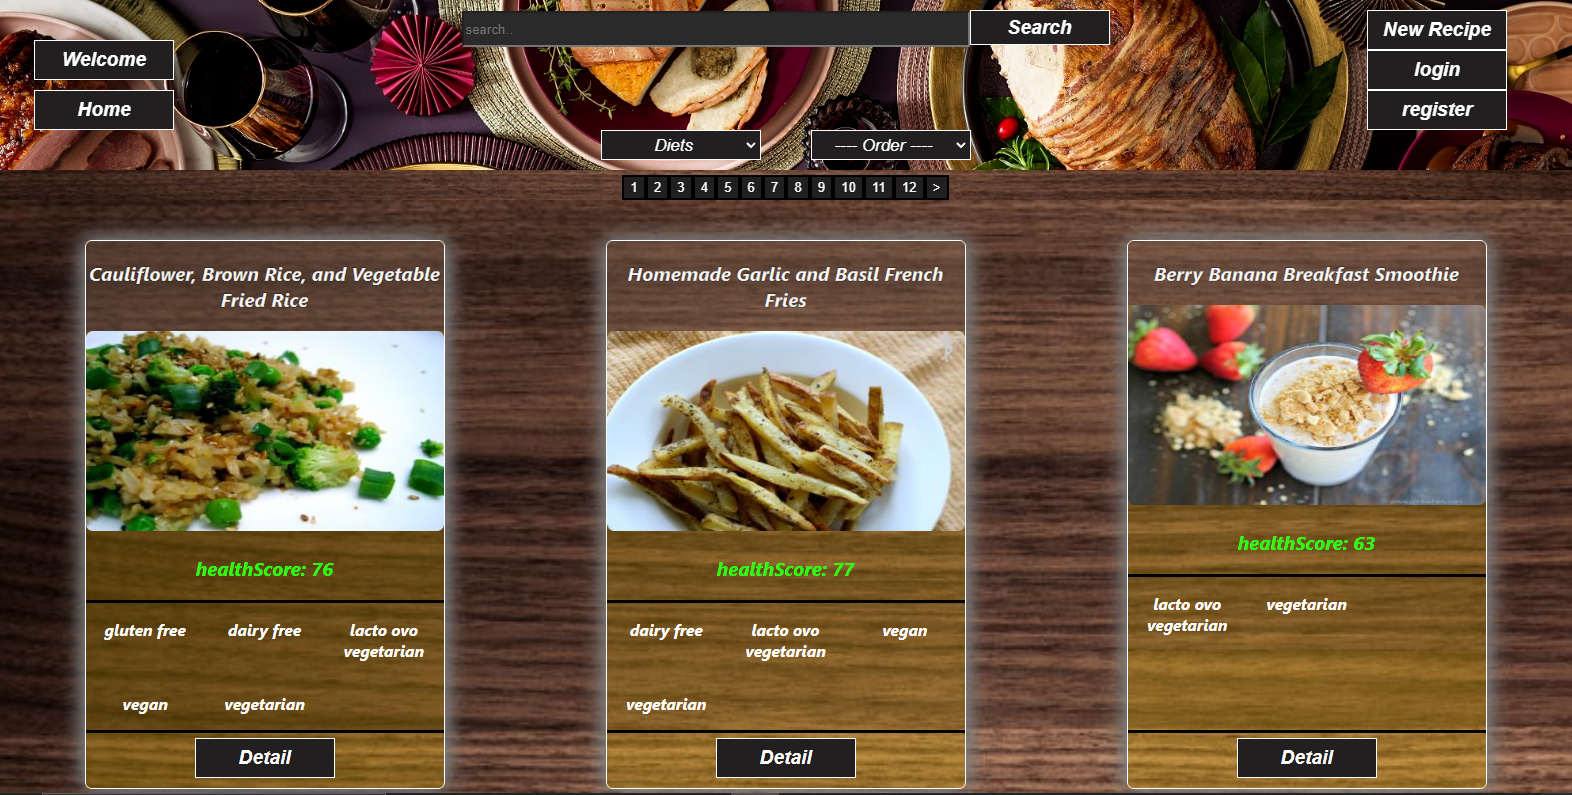 Welcome
Home
search..
Search
New Recipe
login
register
Diets
---- Order ----
1 2 3 4 5 6 7 8 9 10 11 12 >
Cauliflower, Brown Rice, and Vegetable
Fried Rice
healthScore: 76
gluten free dairy free lacto ovo
vegetarian
vegan vegetarian
Detail
Homemade Garlic and Basil French
Fries
healthScore: 77
dairy free lacto ovo vegan
vegetarian
vegetarian
Detail
Berry Banana Breakfast Smoothie
healthScore: 63
lacto ovo vegetarian
vegetarian
Detail